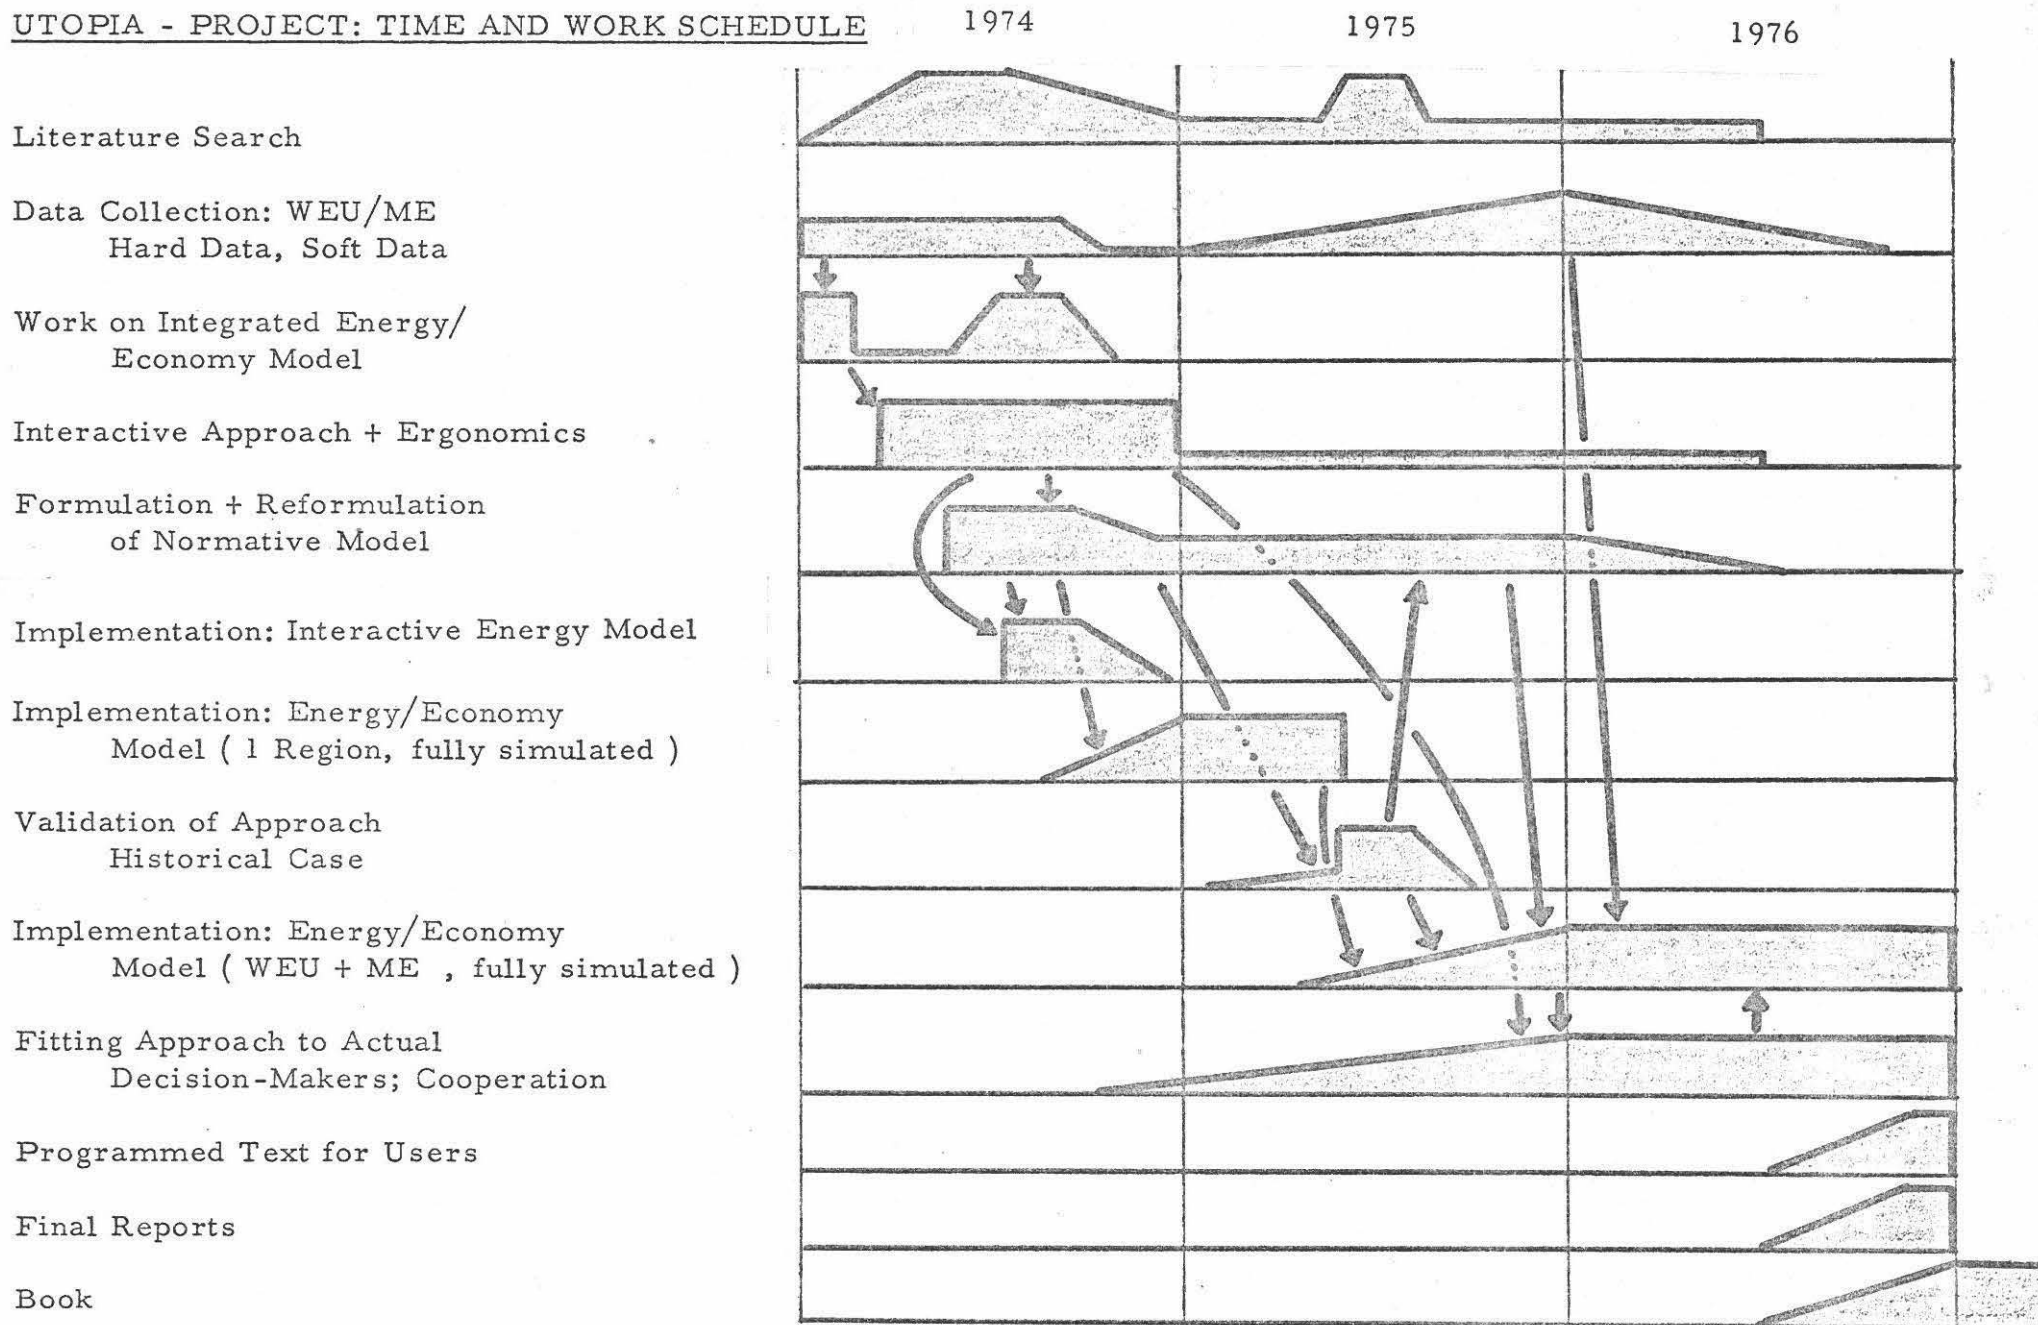 UTOPIA - PROJECT: TIME AND WORK SCHEDULE 1974 1975 1976
Literature Search
Data Collection: WEU/ME
Hard Data, Soft Data
Work on Integrated Energy/
Economy Model
Interactive Approach + Ergonomics
Formulation + Reformulation
of Normative Model
Implementation: Interactive Energy Model
Implementation: Energy/Economy
Model ( 1 Region, fully simulated )
Validation of Approach
Historical Case
Implementation: Energy/Economy
Model ( WEU + ME , fully simulated )
Fitting Approach to Actual
Decision-Makers; Cooperation
Programmed Text for Users
Final Reports
Book